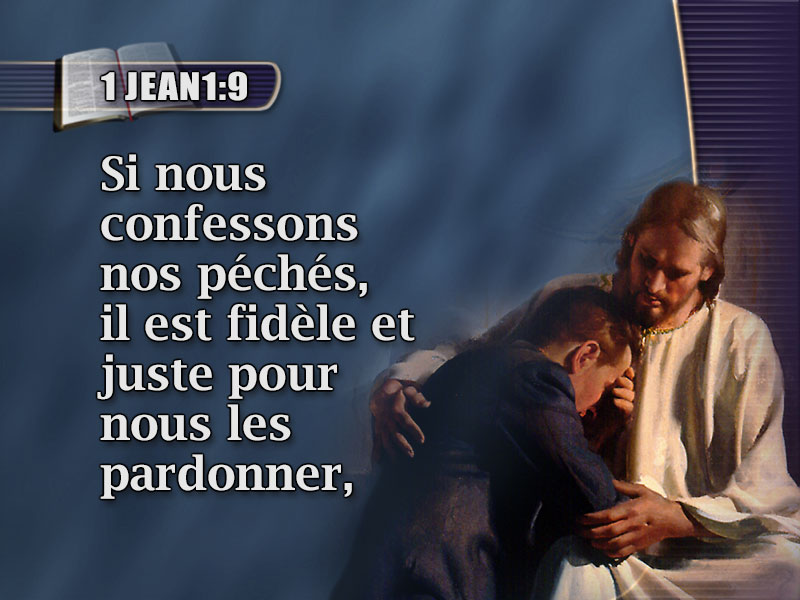 1 JEAN1:9
Si nous
confessons
nos péchés,
il est fidèle et
juste pour
nous les
pardonner,